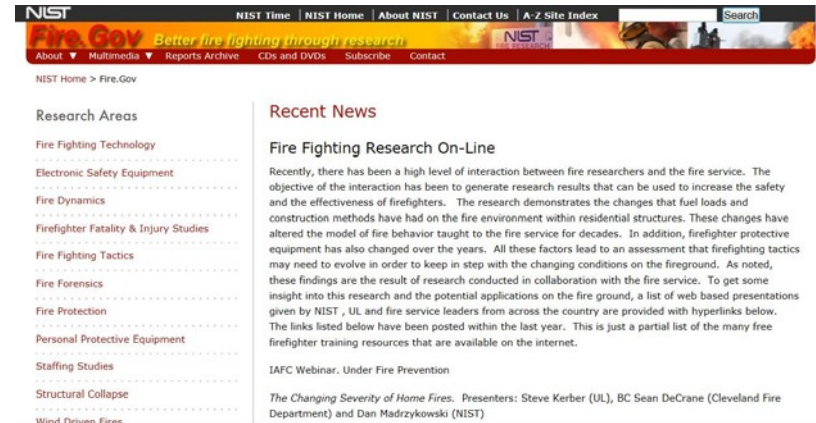 NIST
NIST Time | NIST Home | About NIST | Contact Us | A-Z Site Index Search
Fire.Gov Better fire fighting through research
NIST
FIRE RESEARCH
About ▼ Multimedia ▼ Reports Archive CDs and DVDs Subscribe Contact
NIST Home > Fire.Gov
Research Areas
Fire Fighting Technology
Electronic Safety Equipment
Fire Dynamics
Firefighter Fatality & Injury Studies
Fire Fighting Tactics
Fire Forensics
Fire Protection
Personal Protective Equipment
Staffing Studies
Structural Collapse
Wind Driven Fires
Recent News
Fire Fighting Research On-Line
Recently, there has been a high level of interaction between fire researchers and the fire service. The
objective of the interaction has been to generate research results that can be used to increase the safety
and the effectiveness of firefighters. The research demonstrates the changes that fuel loads and
construction methods have had on the fire environment within residential structures. These changes have
altered the model of fire behavior taught to the fire service for decades. In addition, firefighter protective
equipment has also changed over the years. All these factors lead to an assessment that firefighting tactics
may need to evolve in order to keep in step with the changing conditions on the fireground. As noted,
these findings are the result of research conducted in collaboration with the fire service. To get some
insight into this research and the potential applications on the fire ground, a list of web based presentations
given by NIST , UL and fire service leaders from across the country are provided with hyperlinks below.
The links listed below have been posted within the last year. This is just a partial list of the many free
firefighter training resources that are available on the internet.
IAFC Webinar. Under Fire Prevention
The Changing Severity of Home Fires. Presenters: Steve Kerber (UL), BC Sean DeCrane (Cleveland Fire
Department) and Dan Madrzykowski (NIST)